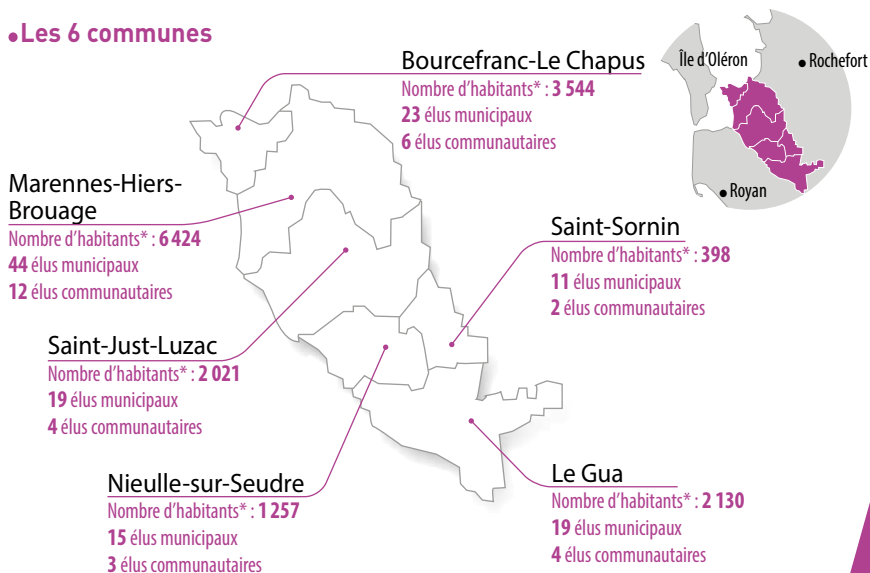 •Les 6 communes
Bourcefranc-Le Chapus
Nombre d'habitants* : 3 544
23 élus municipaux
6 élus communautaires
Île d'Oléron
Rochefort
Royan
Marennes-Hiers-
Brouage
Nombre d'habitants* : 6 424
44 élus municipaux
12 élus communautaires
Saint-Sornin
Nombre d'habitants* : 398
11 élus municipaux
2 élus communautaires
Saint-Just-Luzac
Nombre d'habitants* : 2 021
19 élus municipaux
4 élus communautaires
Nieulle-sur-Seudre
Nombre d'habitants* : 1 257
15 élus municipaux
3 élus communautaires
Le Gua
Nombre d'habitants* : 2 130
19 élus municipaux
4 élus communautaires